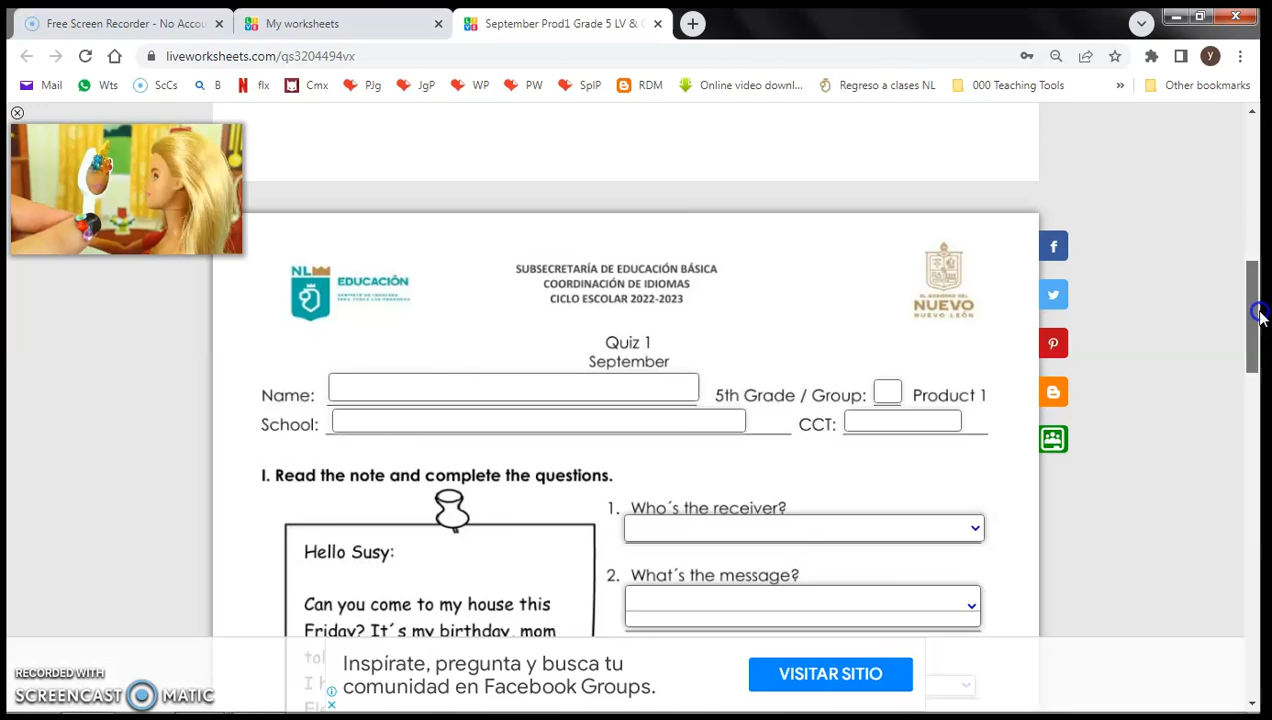 Free Screen Recorder - No Accou
My worksheets
September Prod1 Grade 5 LV & C
liveworksheets.com/qs3204494vx
y
Mail
Wts
ScCs
B
flx
Cmx
PJg
JgP
WP
PW
SpIP
RDM
Online video downl...
Regreso a clases NL
000 Teaching Tools
»
Other bookmarks
NL
EDUCACIÓN
SUBSECRETARÍA DE EDUCACIÓN BÁSICA
COORDINACIÓN DE IDIOMAS
CICLO ESCOLAR 2022-2023
EL GOBIERNO DEL
NUEVO
NUEVO LEÓN
Quiz 1
September
Name:
5th Grade / Group:
Product 1
School:
CCT:
I. Read the note and complete the questions.
Hello Susy:
Can you come to my house this
Friday? It´s my birthday, mom
1. Who´s the receiver?
2. What´s the message?
I h
Inspírate, pregunta y busca tu
comunidad en Facebook Groups.
VISITAR SITIO
RECORDED WITH
SCREENCAST MATIC